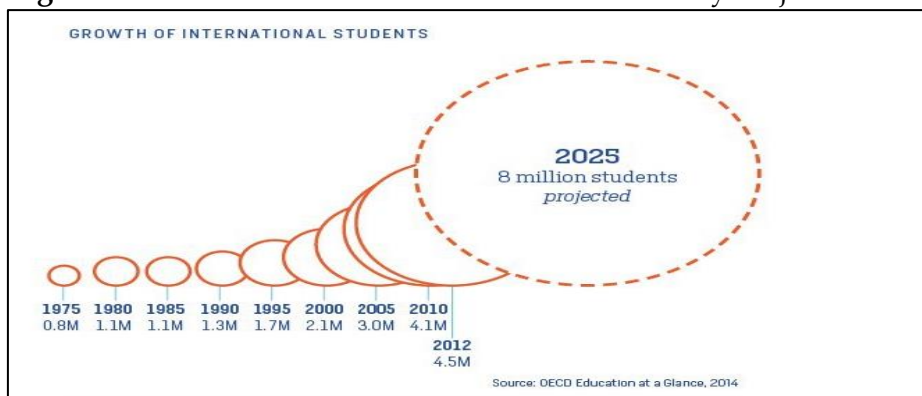 GROWTH OF INTERNATIONAL STUDENTS
2025
8 million students
projected
1975 1980 1985 1990 1995 2000 2005 2010
0.8M 1.1M 1.1M 1.3M 1.7M 2.1M 3.0M 4.1M
2012
4.5M
Source: OECD Education at a Glance, 2014